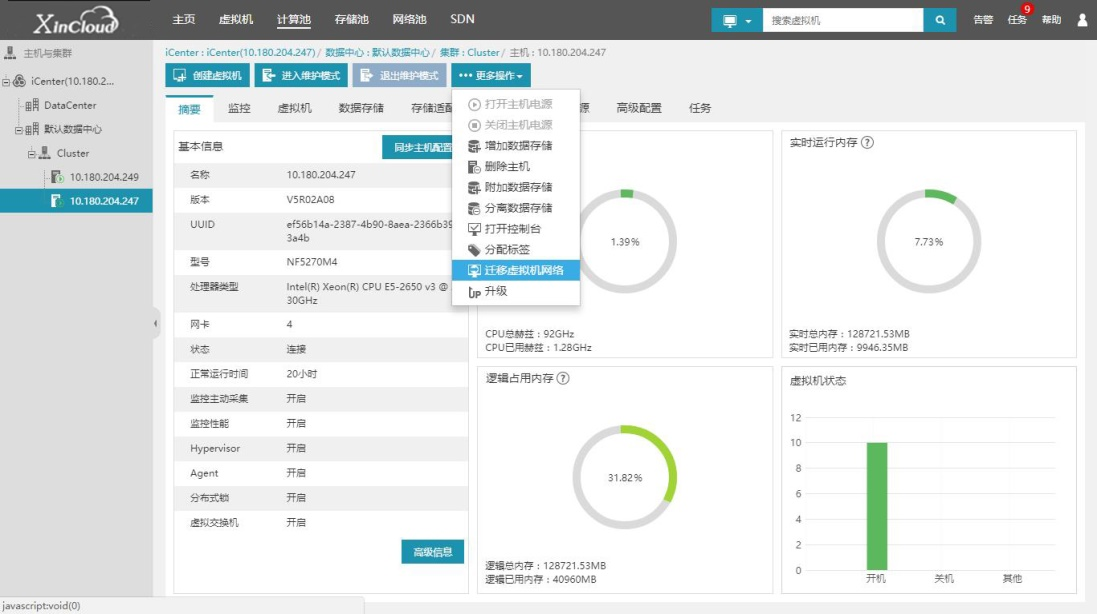 XinCloud
主页 虚拟机 计算池 存储池 网络池 SDN
搜索虚拟机
告警 任务 9 帮助
主机与集群
iCenter(10.180.2...
DataCenter
默认数据中心
Cluster
10.180.204.249
10.180.204.247
iCenter : iCenter(10.180.204.247) / 数据中心 : 默认数据中心 / 集群 : Cluster / 主机 : 10.180.204.247
创建虚拟机 进入维护模式 退出维护模式 更多操作
摘要 监控 虚拟机 数据存储 存储适配 源 高级配置 任务
打开主机电源
关闭主机电源
增加数据存储
删除主机
附加数据存储
分离数据存储
打开控制台
分配标签
迁移虚拟机网络
UP 升级
基本信息 同步主机配置
名称 10.180.204.247
版本 V5R02A08
UUID ef56b14a-2387-4b90-8aea-2366b39
3a4b
型号 NF5270M4
处理器类型 Intel(R) Xeon(R) CPU E5-2650 v3 @
30GHz
网卡 4
状态 连接
正常运行时间 20小时
监控主动采集 开启
监控性能 开启
Hypervisor 开启
Agent 开启
分布式锁 开启
虚拟交换机 开启
高级信息
1.39%
CPU总赫兹 : 92GHz
CPU已用赫兹 : 1.28GHz
实时运行内存 ?
7.73%
实时总内存 : 128721.53MB
实时已用内存 : 9946.35MB
逻辑占用内存 ?
31.82%
逻辑总内存 : 128721.53MB
逻辑已用内存 : 40960MB
虚拟机状态
12
10
8
6
4
2
0
开机 关机 其他
javascript:void(0)